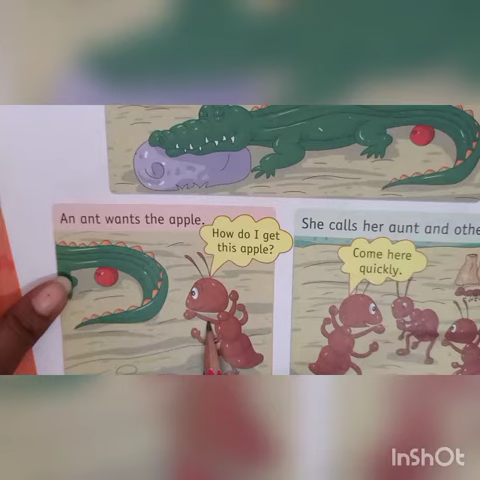 An ant wants the apple.
How do I get
this apple?
She calls her aunt and othe
Come here
quickly.
InShOt